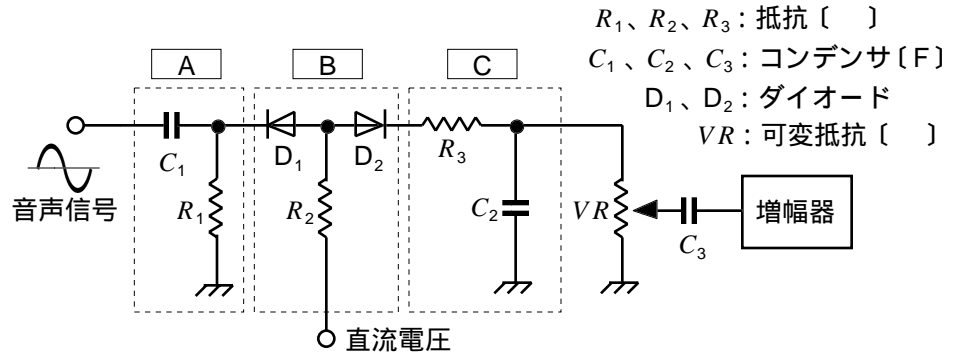 R₁、R₂、R₃：抵抗〔　〕
C₁、C₂、C₃：コンデンサ〔F〕
D₁、D₂：ダイオード
VR：可変抵抗〔　〕
A
B
C
音声信号
C₁
R₁
D₁
D₂
R₂
R₃
C₂
VR
C₃
増幅器
直流電圧